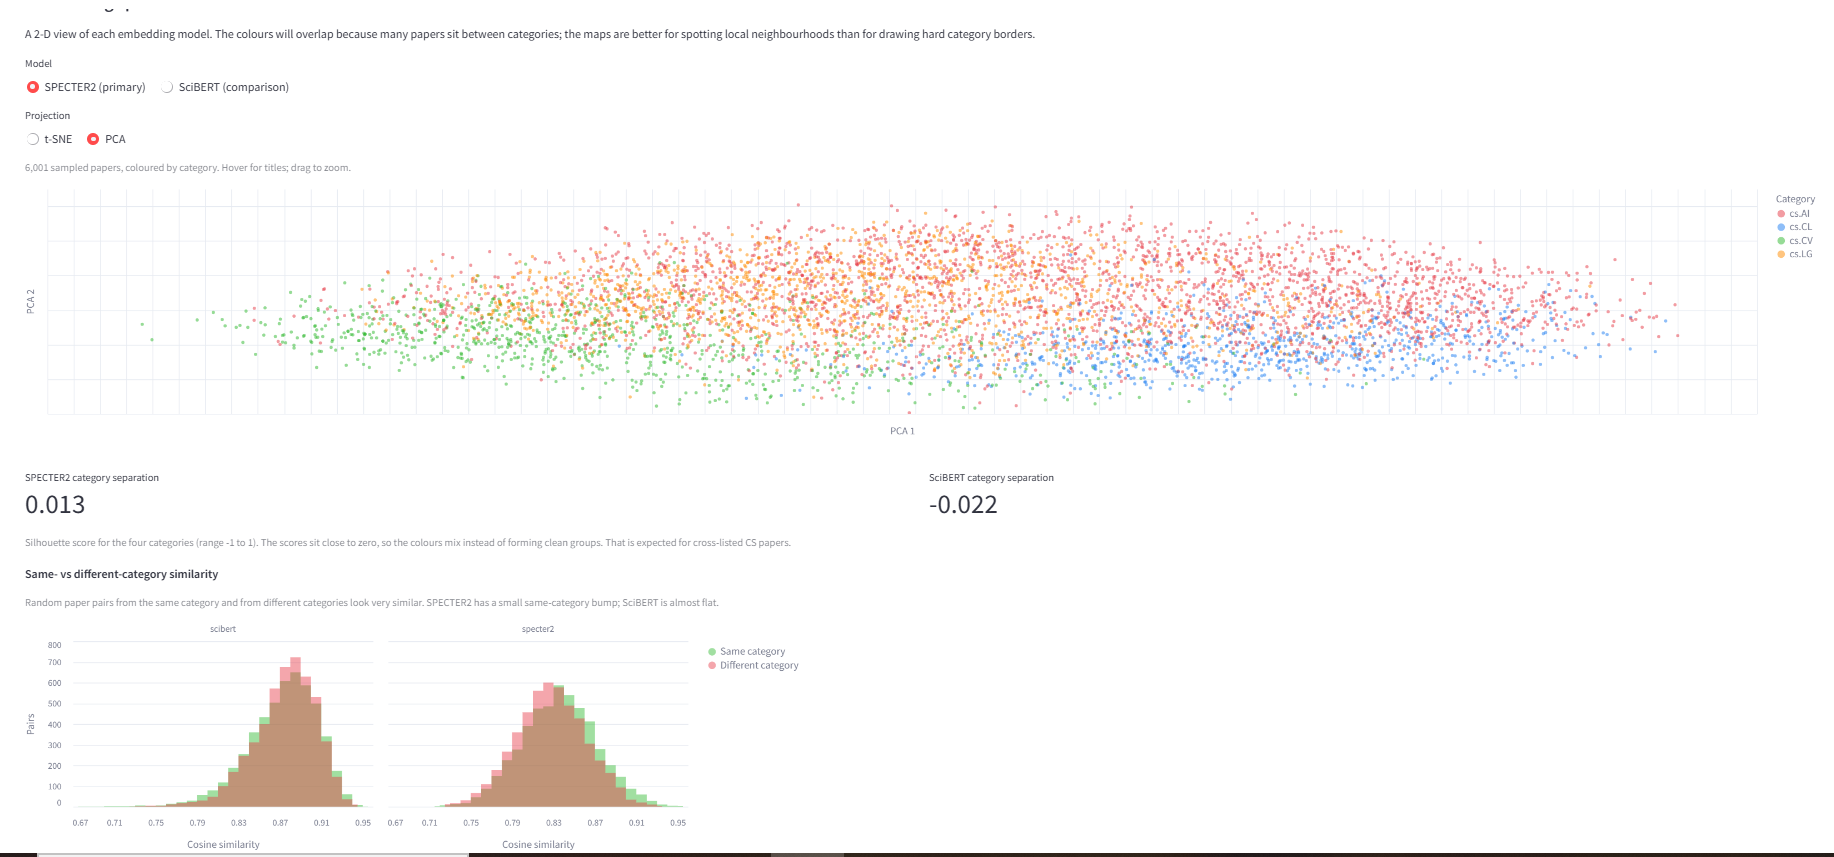 A 2-D view of each embedding model. The colours will overlap because many papers sit between categories; the maps are better for spotting local neighbourhoods than for drawing hard category borders.
Model
SPECTER2 (primary) SciBERT (comparison)
Projection
t-SNE PCA
6,001 sampled papers, coloured by category. Hover for titles; drag to zoom.
Category
cs.AI
cs.CL
cs.CV
cs.LG
PCA 2
PCA 1
SPECTER2 category separation
0.013
SciBERT category separation
-0.022
Silhouette score for the four categories (range -1 to 1). The scores sit close to zero, so the colours mix instead of forming clean groups. That is expected for cross-listed CS papers.
Same- vs different-category similarity
Random paper pairs from the same category and from different categories look very similar. SPECTER2 has a small same-category bump; SciBERT is almost flat.
scibert
specter2
Same category
Different category
Pairs
800
700
600
500
400
300
200
100
0
0.67 0.71 0.75 0.79 0.83 0.87 0.91 0.95
0.67 0.71 0.75 0.79 0.83 0.87 0.91 0.95
Cosine similarity
Cosine similarity